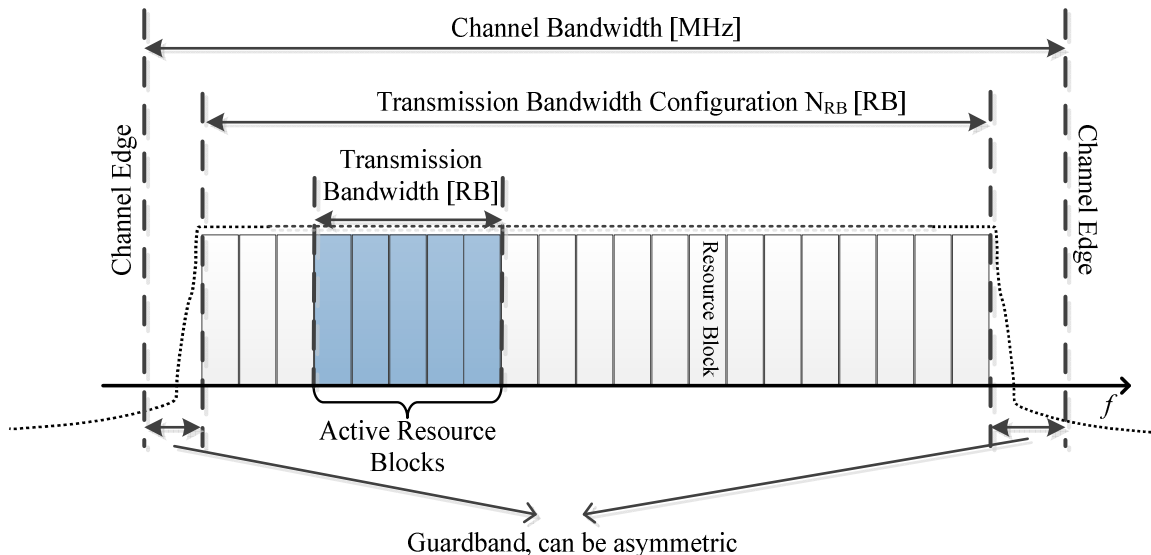 Channel Bandwidth [MHz]
Transmission Bandwidth Configuration NRB [RB]
Channel Edge
Transmission
Bandwidth [RB]
Channel Edge
Resource Block
f
Active Resource
Blocks
Guardband, can be asymmetric